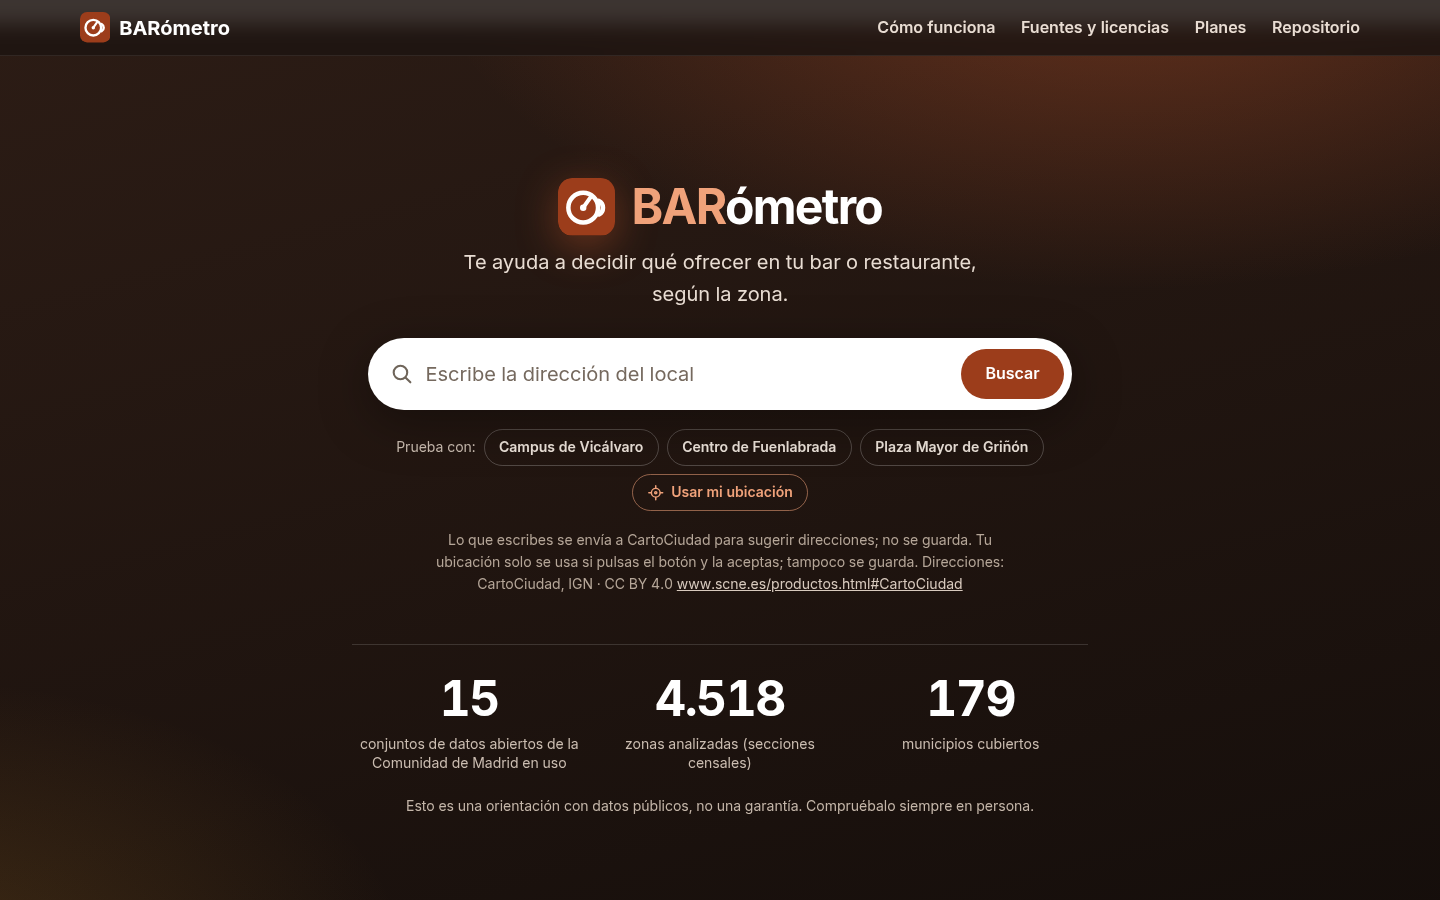 BARómetro
Cómo funciona
Fuentes y licencias
Planes
Repositorio
BARómetro
Te ayuda a decidir qué ofrecer en tu bar o restaurante,
según la zona.
Escribe la dirección del local
Buscar
Prueba con:
Campus de Vicálvaro
Centro de Fuenlabrada
Plaza Mayor de Griñón
Usar mi ubicación
Lo que escribes se envía a CartoCiudad para sugerir direcciones; no se guarda. Tu
ubicación solo se usa si pulsas el botón y la aceptas; tampoco se guarda. Direcciones:
CartoCiudad, IGN · CC BY 4.0 www.scne.es/productos.html#CartoCiudad
15
conjuntos de datos abiertos de la
Comunidad de Madrid en uso
4.518
zonas analizadas (secciones
censales)
179
municipios cubiertos
Esto es una orientación con datos públicos, no una garantía. Compruébalo siempre en persona.